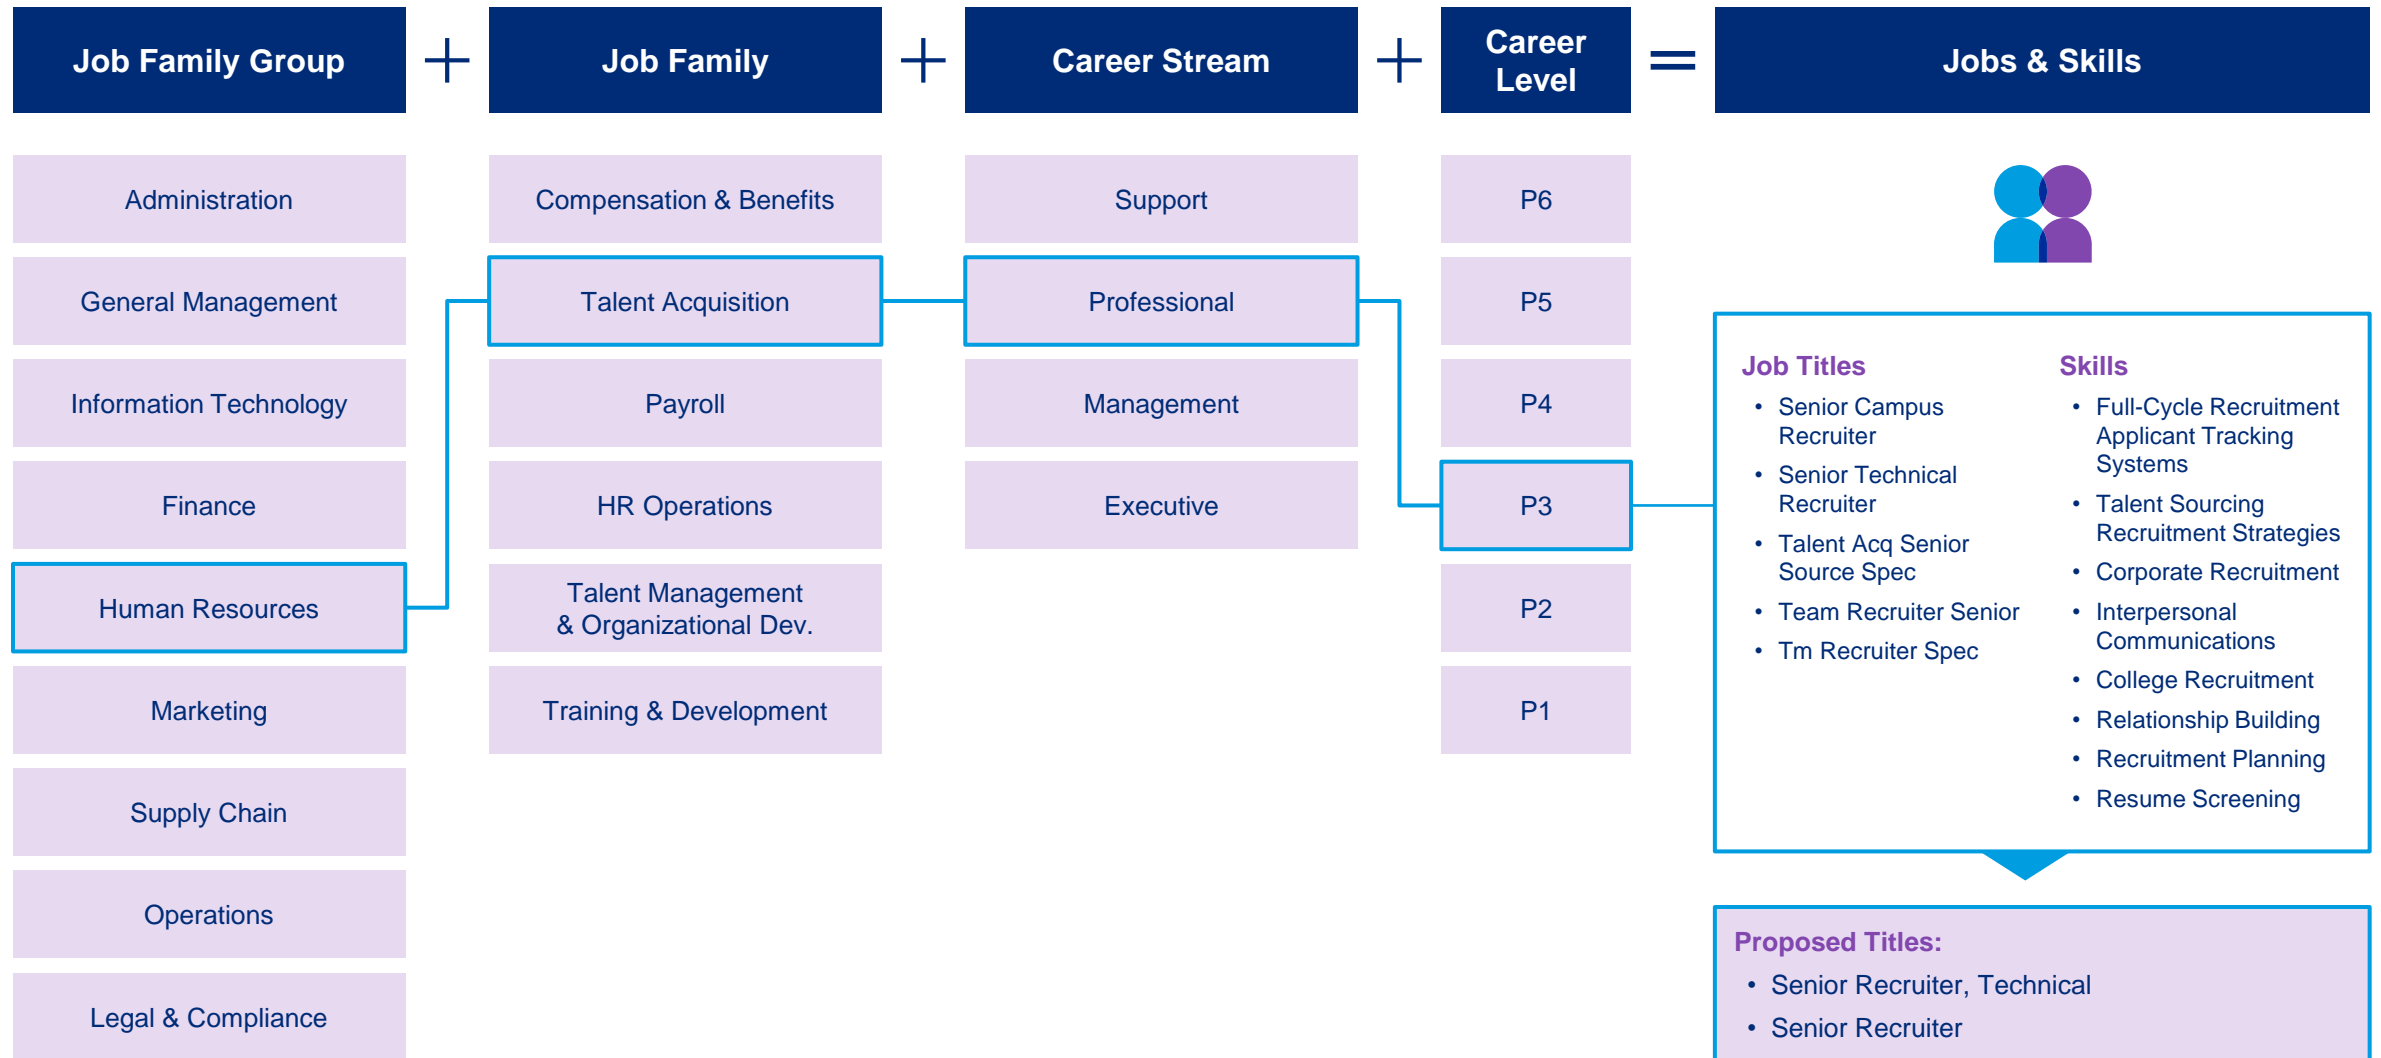 Job Family Group + Job Family + Career Stream + Career
Level = Jobs & Skills
Administration
General Management
Information Technology
Finance
Human Resources
Marketing
Supply Chain
Operations
Legal & Compliance
Compensation & Benefits
Talent Acquisition
Payroll
HR Operations
Talent Management
& Organizational Dev.
Training & Development
Support
Professional
Management
Executive
P6
P5
P4
P3
P2
P1
Job Titles
• Senior Campus
Recruiter
• Senior Technical
Recruiter
• Talent Acq Senior
Source Spec
• Team Recruiter Senior
• Tm Recruiter Spec
Skills
• Full-Cycle Recruitment
Applicant Tracking
Systems
• Talent Sourcing
Recruitment Strategies
• Corporate Recruitment
• Interpersonal
Communications
• College Recruitment
• Relationship Building
• Recruitment Planning
• Resume Screening
Proposed Titles:
• Senior Recruiter, Technical
• Senior Recruiter